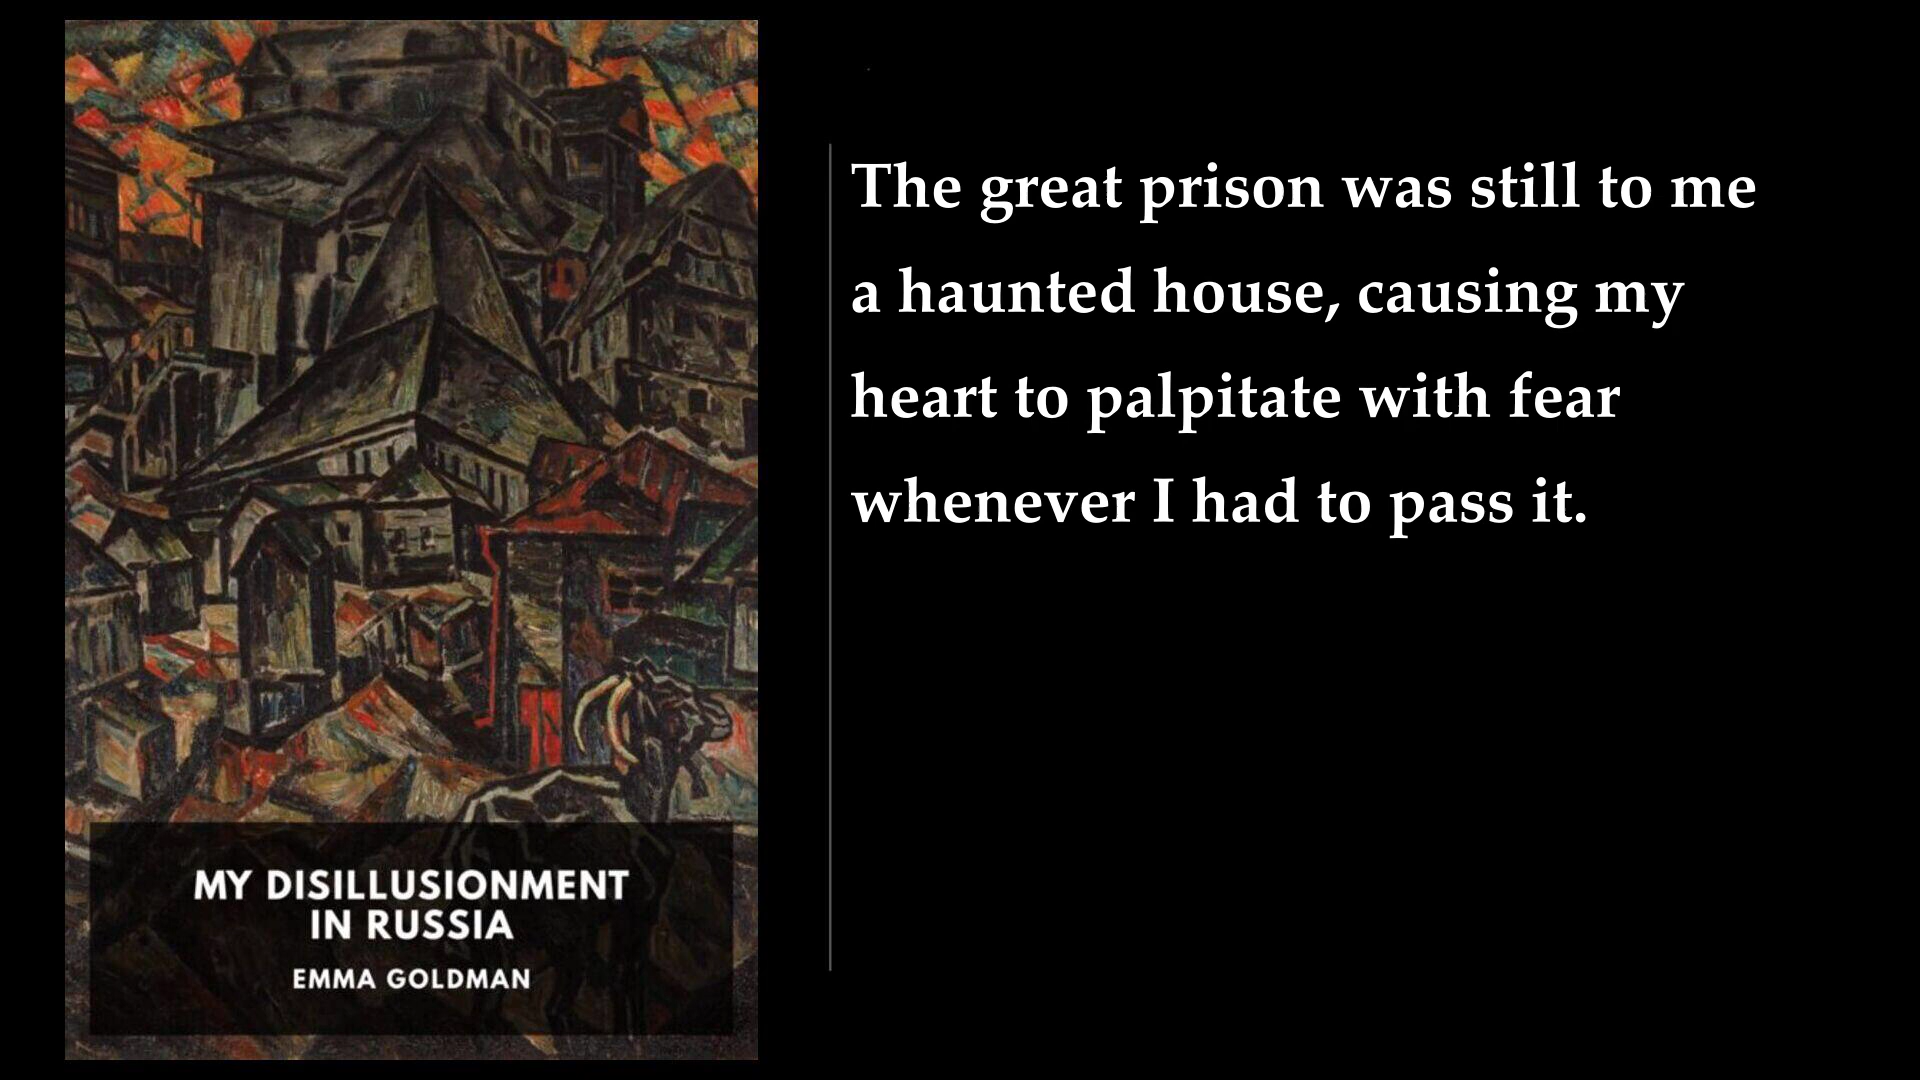 The great prison was still to me
a haunted house, causing my
heart to palpitate with fear
whenever I had to pass it.
MY DISILLUSIONMENT
IN RUSSIA
EMMA GOLDMAN